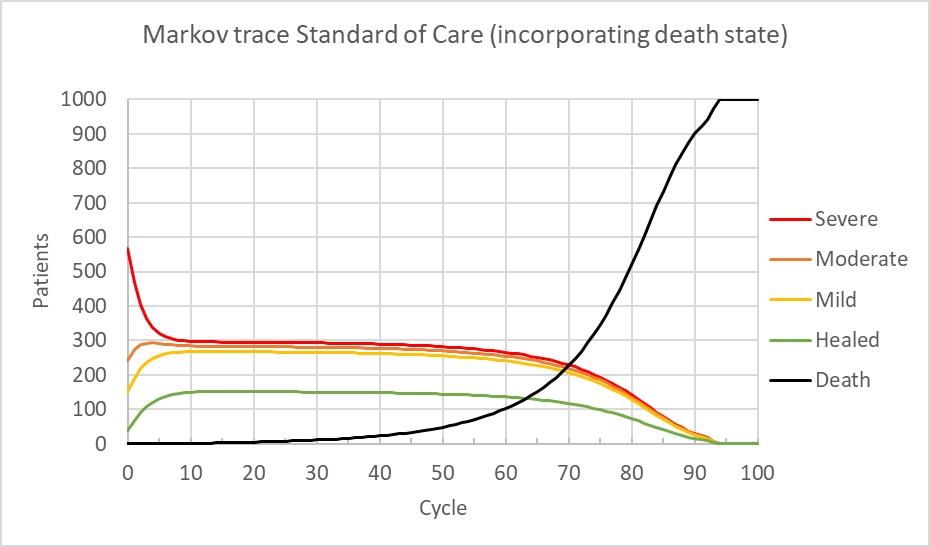 Markov trace Standard of Care (incorporating death state)
1000
900
800
700
600
500
400
300
200
100
0
Patients
0 10 20 30 40 50 60 70 80 90 100
Cycle
Severe
Moderate
Mild
Healed
Death